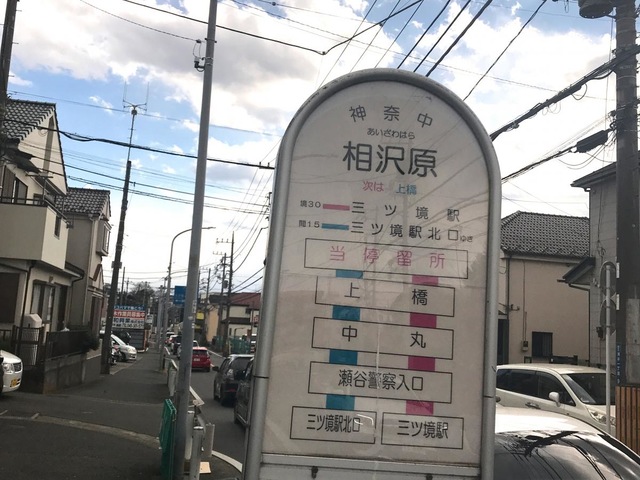 神奈中
あいざわはら
相沢原
次は 上橋
境30 三ツ境駅
間15 三ツ境駅北口ゆき
当停留所
上橋
中丸
瀬谷警察入口
三ツ境駅北口
三ツ境駅